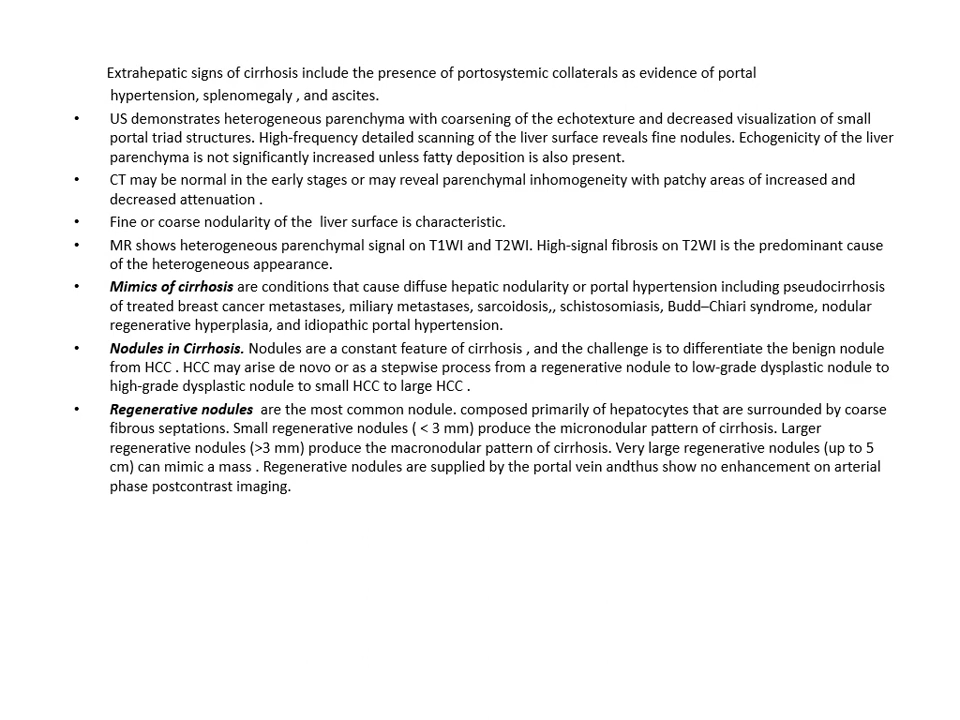 Extrahepatic signs of cirrhosis include the presence of portosystemic collaterals as evidence of portal
hypertension, splenomegaly , and ascites.
• US demonstrates heterogeneous parenchyma with coarsening of the echotexture and decreased visualization of small
portal triad structures. High-frequency detailed scanning of the liver surface reveals fine nodules. Echogenicity of the liver
parenchyma is not significantly increased unless fatty deposition is also present.
• CT may be normal in the early stages or may reveal parenchymal inhomogeneity with patchy areas of increased and
decreased attenuation .
• Fine or coarse nodularity of the  liver surface is characteristic.
• MR shows heterogeneous parenchymal signal on T1WI and T2WI. High-signal fibrosis on T2WI is the predominant cause
of the heterogeneous appearance.
• Mimics of cirrhosis are conditions that cause diffuse hepatic nodularity or portal hypertension including pseudocirrhosis
of treated breast cancer metastases, miliary metastases, sarcoidosis,, schistosomiasis, Budd–Chiari syndrome, nodular
regenerative hyperplasia, and idiopathic portal hypertension.
• Nodules in Cirrhosis. Nodules are a constant feature of cirrhosis , and the challenge is to differentiate the benign nodule
from HCC . HCC may arise de novo or as a stepwise process from a regenerative nodule to low-grade dysplastic nodule to
high-grade dysplastic nodule to small HCC to large HCC .
• Regenerative nodules  are the most common nodule. composed primarily of hepatocytes that are surrounded by coarse
fibrous septations. Small regenerative nodules ( < 3 mm) produce the micronodular pattern of cirrhosis. Larger
regenerative nodules (>3 mm) produce the macronodular pattern of cirrhosis. Very large regenerative nodules (up to 5
cm) can mimic a mass . Regenerative nodules are supplied by the portal vein andthus show no enhancement on arterial
phase postcontrast imaging.